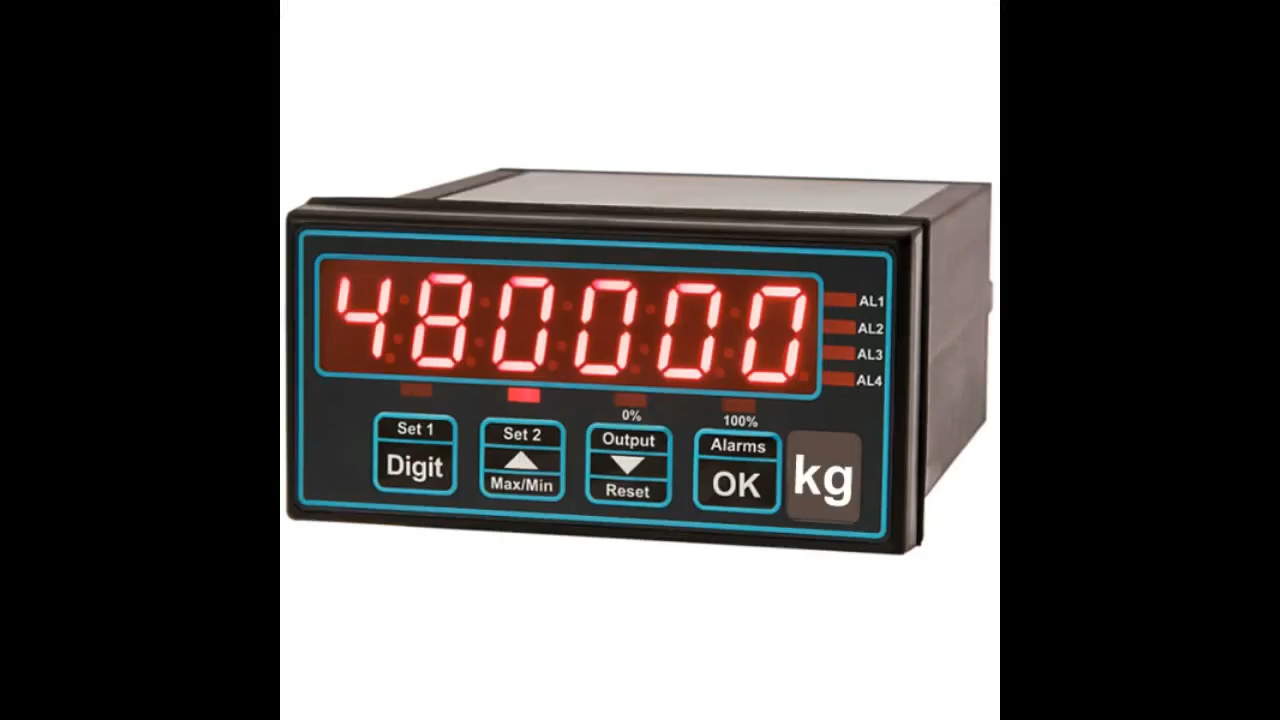 480000
AL1
AL2
AL3
AL4
0%
100%
Set 1
Digit
Set 2
Max/Min
Output
Reset
Alarms
OK
kg